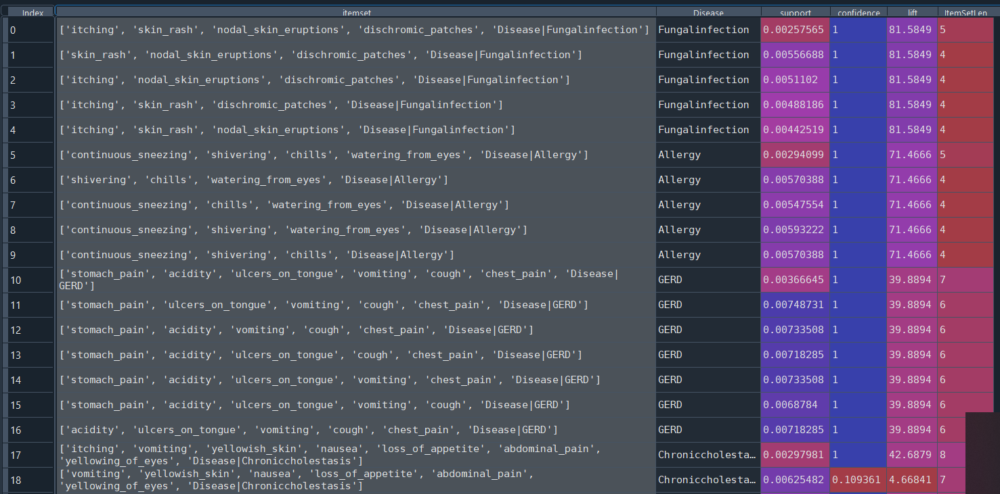 Index itemset Disease support confidence lift ItemSetLen
0 ['itching', 'skin_rash', 'nodal_skin_eruptions', 'dischromic_patches', 'Disease|Fungalinfection'] Fungalinfection 0.00257565 1 81.5849 5
1 ['skin_rash', 'nodal_skin_eruptions', 'dischromic_patches', 'Disease|Fungalinfection'] Fungalinfection 0.00556688 1 81.5849 4
2 ['itching', 'nodal_skin_eruptions', 'dischromic_patches', 'Disease|Fungalinfection'] Fungalinfection 0.0051102 1 81.5849 4
3 ['itching', 'skin_rash', 'dischromic_patches', 'Disease|Fungalinfection'] Fungalinfection 0.00488186 1 81.5849 4
4 ['itching', 'skin_rash', 'nodal_skin_eruptions', 'Disease|Fungalinfection'] Fungalinfection 0.00442519 1 81.5849 4
5 ['continuous_sneezing', 'shivering', 'chills', 'watering_from_eyes', 'Disease|Allergy'] Allergy 0.00294099 1 71.4666 5
6 ['shivering', 'chills', 'watering_from_eyes', 'Disease|Allergy'] Allergy 0.00570388 1 71.4666 4
7 ['continuous_sneezing', 'chills', 'watering_from_eyes', 'Disease|Allergy'] Allergy 0.00547554 1 71.4666 4
8 ['continuous_sneezing', 'shivering', 'watering_from_eyes', 'Disease|Allergy'] Allergy 0.00593222 1 71.4666 4
9 ['continuous_sneezing', 'shivering', 'chills', 'Disease|Allergy'] Allergy 0.00570388 1 71.4666 4
10 ['stomach_pain', 'acidity', 'ulcers_on_tongue', 'vomiting', 'cough', 'chest_pain', 'Disease|
GERD'] GERD 0.00366645 1 39.8894 7
11 ['stomach_pain', 'ulcers_on_tongue', 'vomiting', 'cough', 'chest_pain', 'Disease|GERD'] GERD 0.00748731 1 39.8894 6
12 ['stomach_pain', 'acidity', 'vomiting', 'cough', 'chest_pain', 'Disease|GERD'] GERD 0.00733508 1 39.8894 6
13 ['stomach_pain', 'acidity', 'ulcers_on_tongue', 'cough', 'chest_pain', 'Disease|GERD'] GERD 0.00718285 1 39.8894 6
14 ['stomach_pain', 'acidity', 'ulcers_on_tongue', 'vomiting', 'chest_pain', 'Disease|GERD'] GERD 0.00733508 1 39.8894 6
15 ['stomach_pain', 'acidity', 'ulcers_on_tongue', 'vomiting', 'cough', 'Disease|GERD'] GERD 0.0068784 1 39.8894 6
16 ['acidity', 'ulcers_on_tongue', 'vomiting', 'cough', 'chest_pain', 'Disease|GERD'] GERD 0.00718285 1 39.8894 6
17 ['itching', 'vomiting', 'yellowish_skin', 'nausea', 'loss_of_appetite', 'abdominal_pain',
'yellowing_of_eyes', 'Disease|Chroniccholestasis'] Chroniccholesta... 0.00297981 1 42.6879 8
18 ['vomiting', 'yellowish_skin', 'nausea', 'loss_of_appetite', 'abdominal_pain',
'yellowing_of_eyes', 'Disease|Chroniccholestasis'] Chroniccholesta... 0.00625482 0.109361 4.66841 7